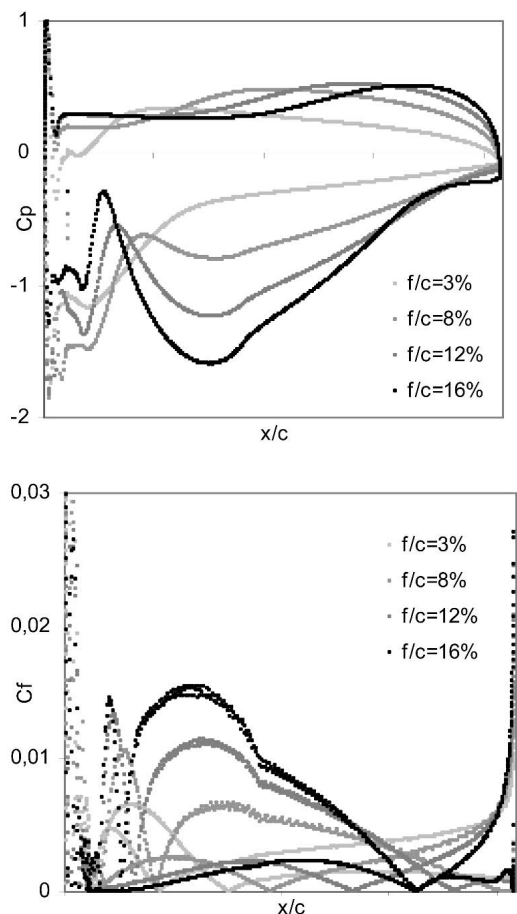 1
0
Cp
-1
-2
f/c=3%
f/c=8%
f/c=12%
f/c=16%
x/c
0,03
0,02
Cf
0,01
0
f/c=3%
f/c=8%
f/c=12%
f/c=16%
x/c